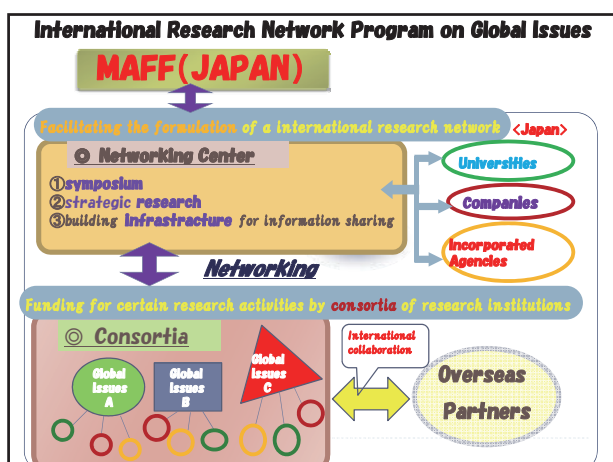 International Research Network Program on Global Issues
MAFF(JAPAN)
Facilitating the formulation of a international research network
<Japan>
◎ Networking Center
①symposium
②strategic research
③building infrastracture for information sharing
Universities
Companies
Incorporated
Agencies
Networking
Funding for certain research activities by consortia of research institutions
◎ Consortia
Global
Issues
A
Global
Issues
B
Global
Issues
C
International
collaboration
Overseas
Partners